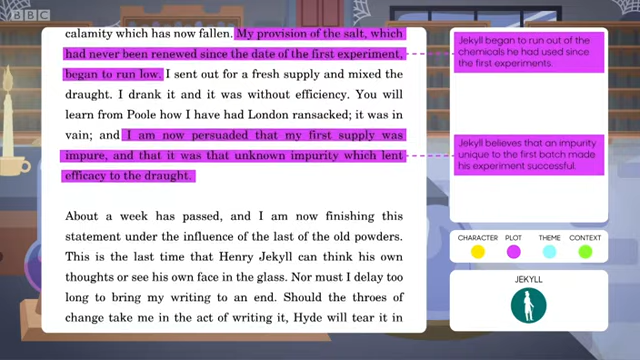 BBC
calamity which has now fallen. My provision of the salt, which
had never been renewed since the date of the first experiment,
began to run low. I sent out for a fresh supply and mixed the
draught. I drank it and it was without efficiency. You will
learn from Poole how I have had London ransacked; it was in
vain; and I am now persuaded that my first supply was
impure, and that it was that unknown impurity which lent
efficacy to the draught.
About a week has passed, and I am now finishing this
statement under the influence of the last of the old powders.
This is the last time that Henry Jekyll can think his own
thoughts or see his own face in the glass. Nor must I delay too
long to bring my writing to an end. Should the throes of
change take me in the act of writing it, Hyde will tear it in
Jekyll began to run out of the
chemicals he had used since
the first experiments.
Jekyll believes that an impurity
unique to the first batch made
his experiment successful.
CHARACTER PLOT THEME CONTEXT
JEKYLL